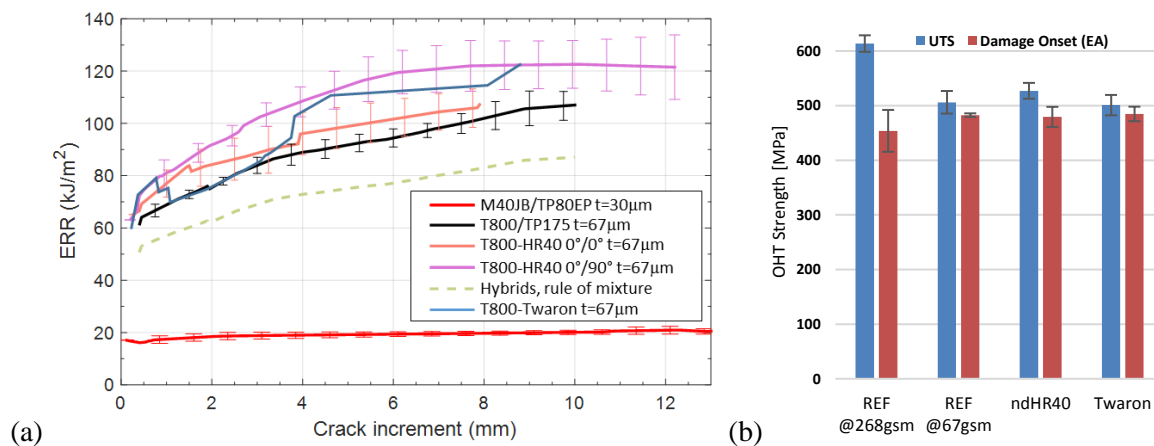 140
120
100
80
60
40
20
0
ERR (kJ/m²)
M40JB/TP80EP t=30µm
T800/TP175 t=67µm
T800-HR40 0°/0° t=67µm
T800-HR40 0°/90° t=67µm
Hybrids, rule of mixture
T800-Twaron t=67µm
0 2 4 6 8 10 12
Crack increment (mm)
(a)
UTS Damage Onset (EA)
600
500
400
300
200
100
0
OHT Strength [MPa]
REF @268gsm
REF @67gsm
ndHR40
Twaron
(b)